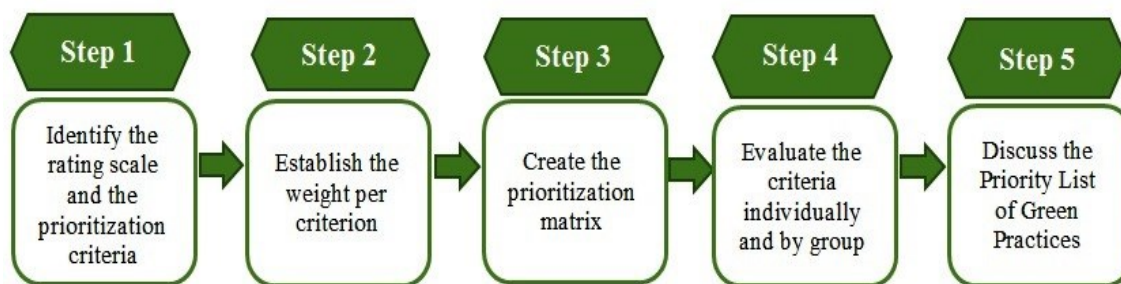 Step 1
Identify the
rating scale
and the
prioritization
criteria
Step 2
Establish the
weight per
criterion
Step 3
Create the
prioritization
matrix
Step 4
Evaluate the
criteria
individually
and by group
Step 5
Discuss the
Priority List
of Green
Practices